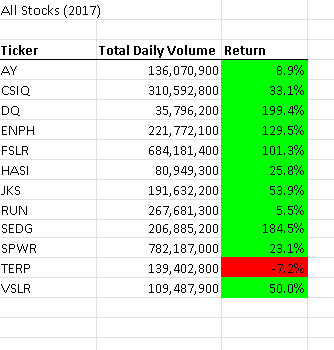 All Stocks (2017)
Ticker Total Daily Volume Return
AY 136,070,900 8.9%
CSIQ 310,592,800 33.1%
DQ 35,796,200 199.4%
ENPH 221,772,100 129.5%
FSLR 684,181,400 101.3%
HASI 80,949,300 25.8%
JKS 191,632,200 53.9%
RUN 267,681,300 5.5%
SEDG 206,885,200 184.5%
SPWR 782,187,000 23.1%
TERP 139,402,800 -7.2%
VSLR 109,487,900 50.0%